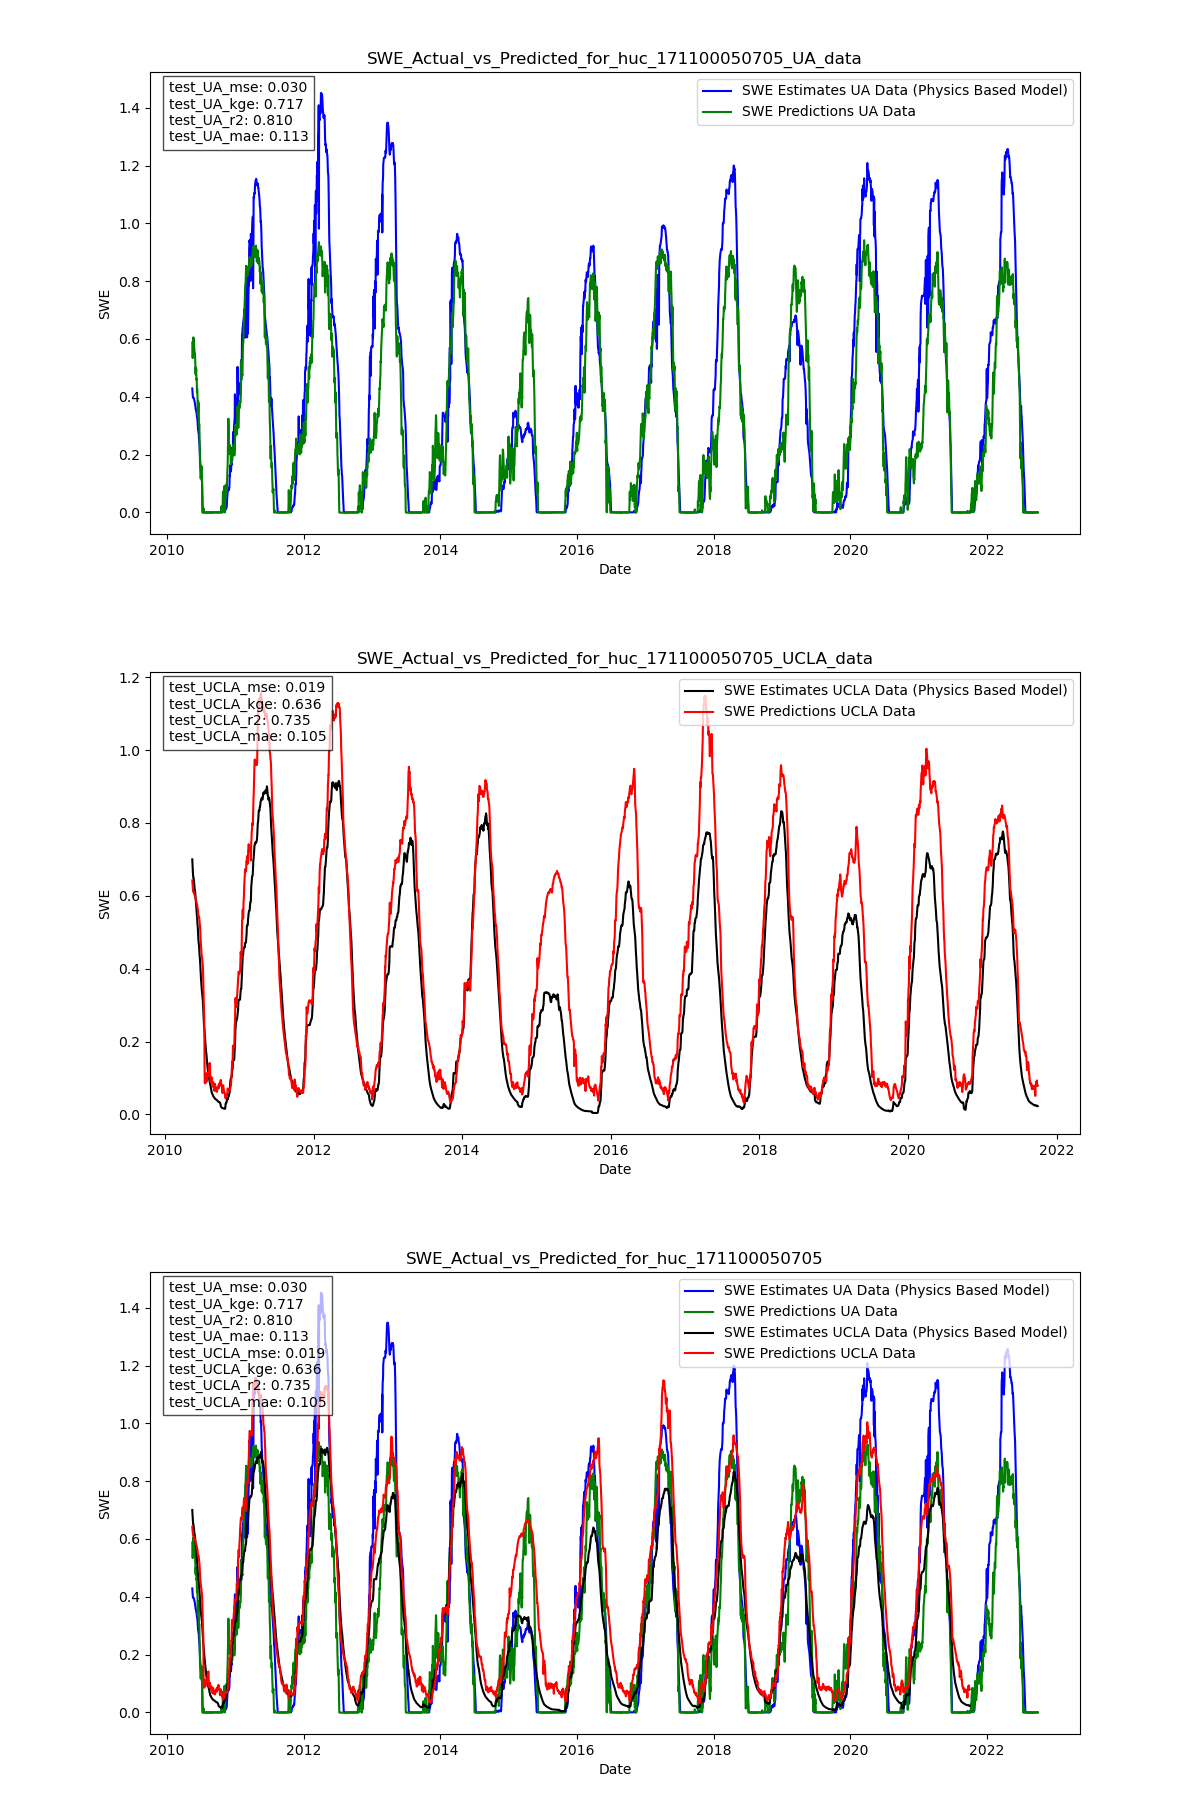 SWE_Actual_vs_Predicted_for_huc_171100050705_UA_data
test_UA_mse: 0.030
test_UA_kge: 0.717
test_UA_r2: 0.810
test_UA_mae: 0.113
SWE Estimates UA Data (Physics Based Model)
SWE Predictions UA Data
1.4
1.2
1.0
0.8
0.6
0.4
0.2
0.0
SWE
2010 2012 2014 2016 2018 2020 2022
Date
SWE_Actual_vs_Predicted_for_huc_171100050705_UCLA_data
test_UCLA_mse: 0.019
test_UCLA_kge: 0.636
test_UCLA_r2: 0.735
test_UCLA_mae: 0.105
SWE Estimates UCLA Data (Physics Based Model)
SWE Predictions UCLA Data
1.2
1.0
0.8
0.6
0.4
0.2
0.0
SWE
2010 2012 2014 2016 2018 2020 2022
Date
SWE_Actual_vs_Predicted_for_huc_171100050705
test_UA_mse: 0.030
test_UA_kge: 0.717
test_UA_r2: 0.810
test_UA_mae: 0.113
test_UCLA_mse: 0.019
test_UCLA_kge: 0.636
test_UCLA_r2: 0.735
test_UCLA_mae: 0.105
SWE Estimates UA Data (Physics Based Model)
SWE Predictions UA Data
SWE Estimates UCLA Data (Physics Based Model)
SWE Predictions UCLA Data
1.4
1.2
1.0
0.8
0.6
0.4
0.2
0.0
SWE
2010 2012 2014 2016 2018 2020 2022
Date